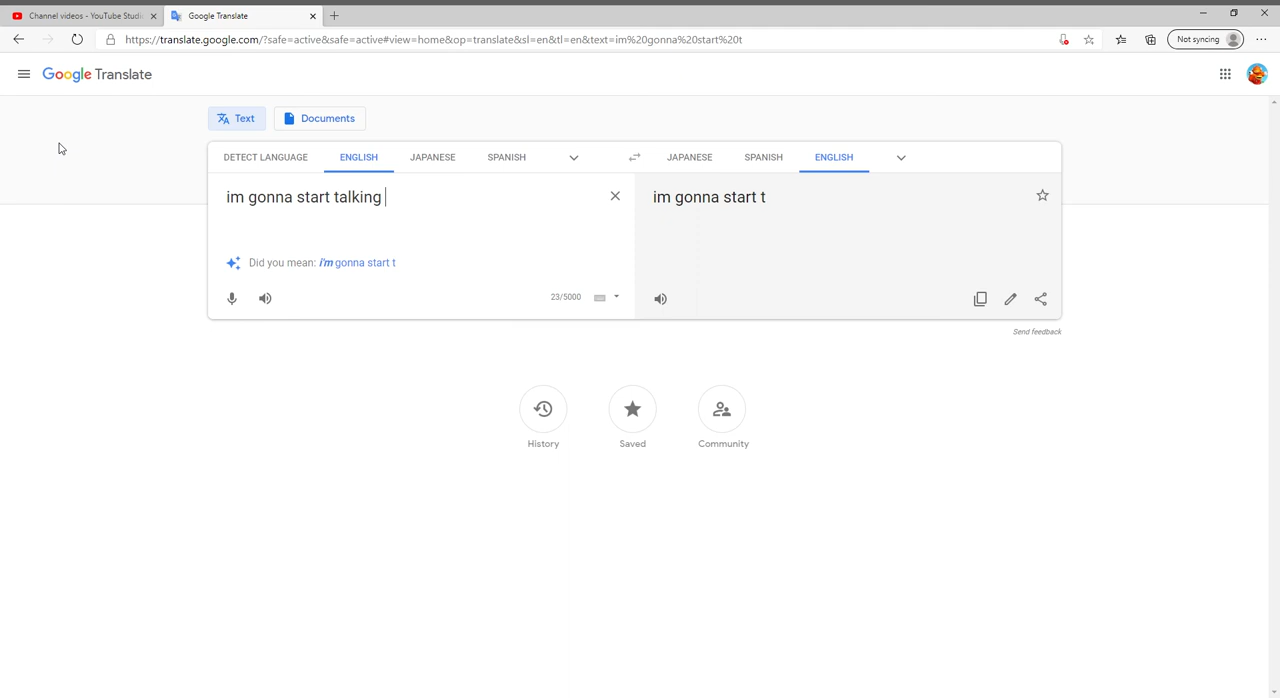 Channel videos - YouTube Studi
Google Translate
https://translate.google.com/?safe=active&safe=active#view=home&op=translate&sl=en&tl=en&text=im%20gonna%20start%20t
Not syncing
Google Translate
Text
Documents
DETECT LANGUAGE ENGLISH JAPANESE SPANISH JAPANESE SPANISH ENGLISH
im gonna start talking
im gonna start t
Did you mean: i'm gonna start t
23/5000
Send feedback
History Saved Community